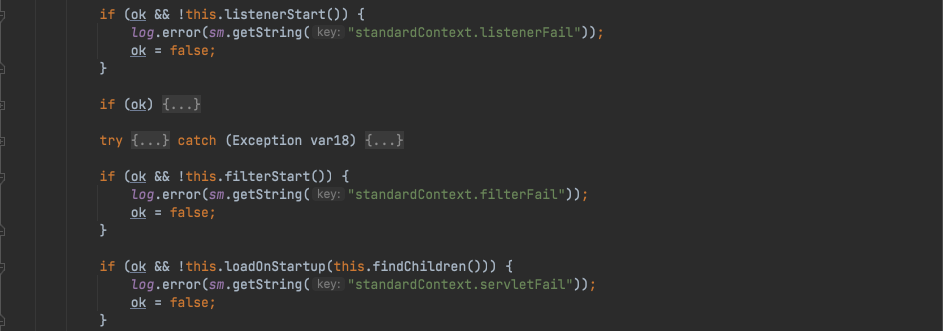 if (ok && !this.listenerStart()) {
log.error(sm.getString( key: "standardContext.listenerFail"));
ok = false;
}
if (ok) {...}
try {...} catch (Exception var18) {...}
if (ok && !this.filterStart()) {
log.error(sm.getString( key: "standardContext.filterFail"));
ok = false;
}
if (ok && !this.loadOnStartup(this.findChildren())) {
log.error(sm.getString( key: "standardContext.servletFail"));
ok = false;
}